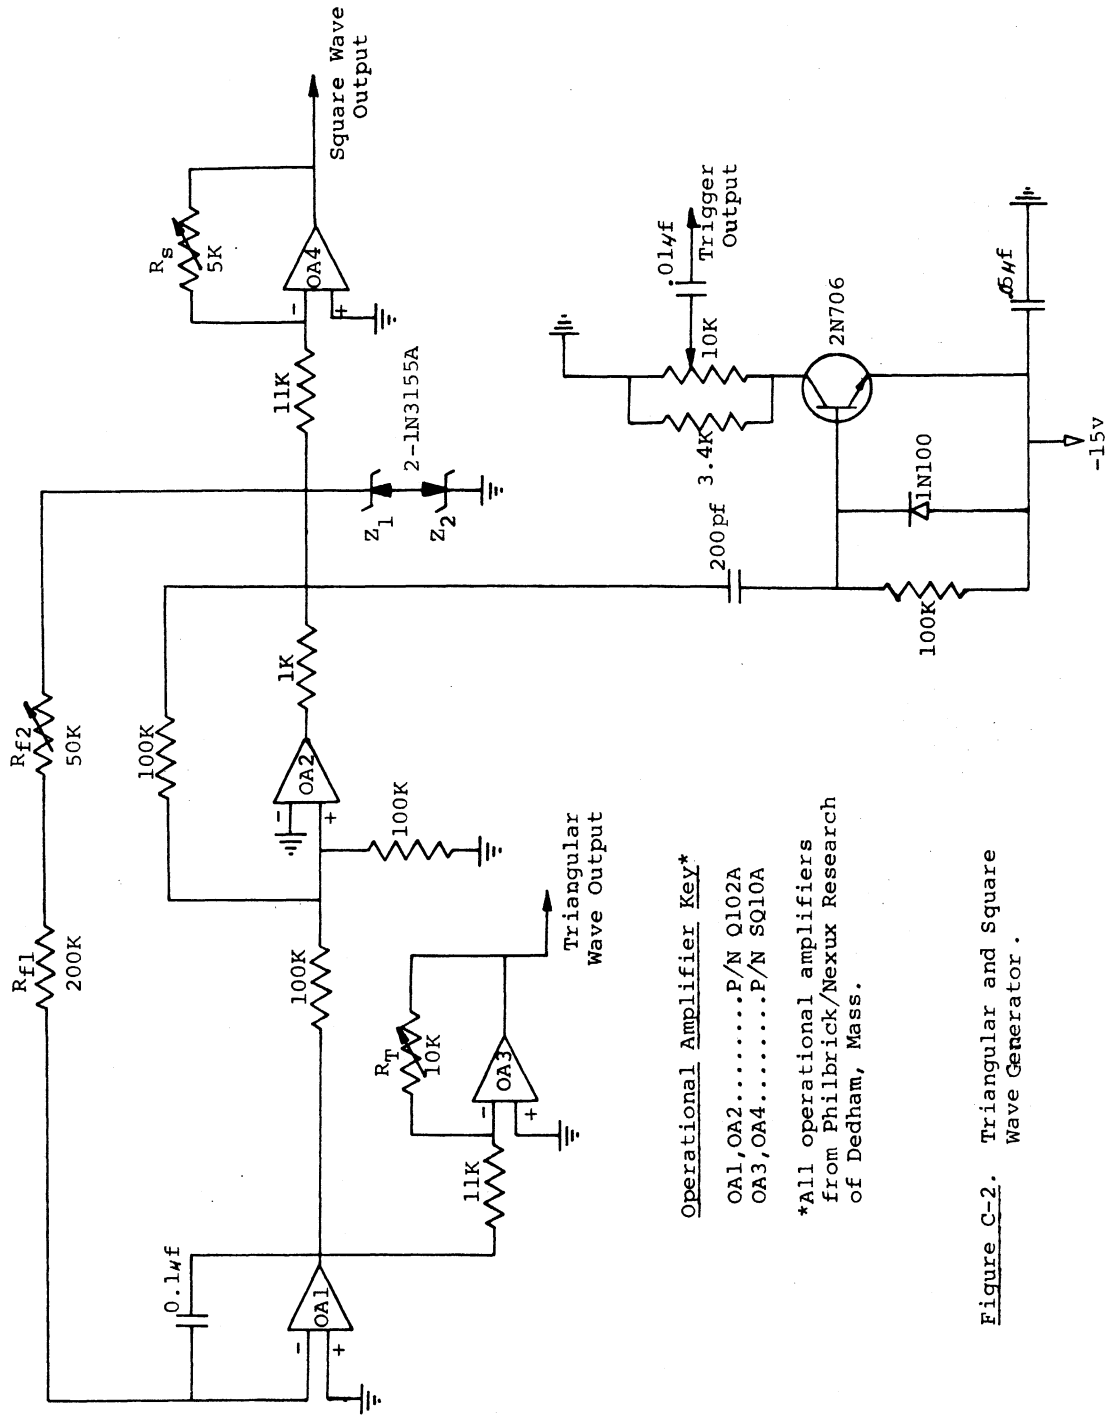 Rf1
200K
Rf2
50K
0.1μf
100K
Rs
5K
Square Wave
Output
OA1
-
+
100K
OA2
-
+
1K
11K
OA4
-
+
100K
Z1
Z2
2-1N3155A
RT
10K
11K
OA3
-
+
Triangular
Wave Output
200pf
3.4K
10K
.01μf
Trigger
Output
2N706
100K
1N100
-15v
Operational Amplifier Key*
OA1,OA2........P/N Q102A
OA3,OA4........P/N SQ10A
*All operational amplifiers
from Philbrick/Nexux Research
of Dedham, Mass.
Figure C-2. Triangular and Square
Wave Generator.